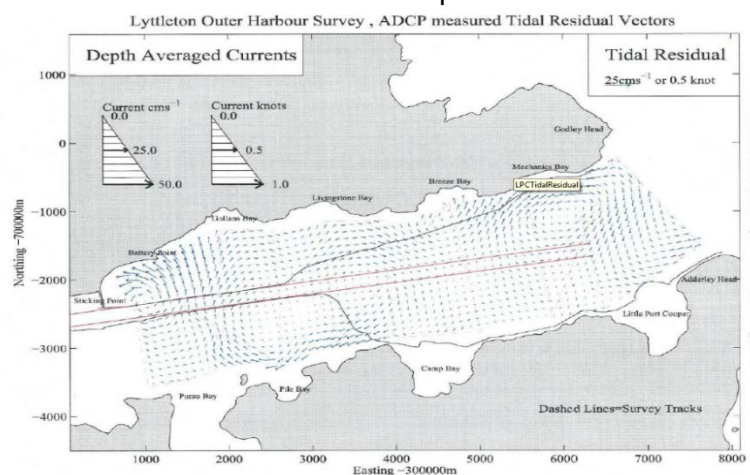 Lyttleton Outer Harbour Survey , ADCP measured Tidal Residual Vectors
Depth Averaged Currents
Tidal Residual
25cms⁻¹ or 0.5 knot
Current cms⁻¹
Current knots
0.0
0.0
25.0
0.5
50.0
1.0
Godley Head
Mechanics Bay
LPCTidalResidual
Breeze Bay
Livingstone Bay
Gollans Bay
Battery Point
Sticking Point
Adderley Head
Little Port Cooper
Camp Bay
Pile Bay
Purau Bay
Dashed Lines=Survey Tracks
Northing -700000m
1000
0
-1000
-2000
-3000
-4000
1000
2000
3000
4000
5000
6000
7000
8000
Easting -300000m